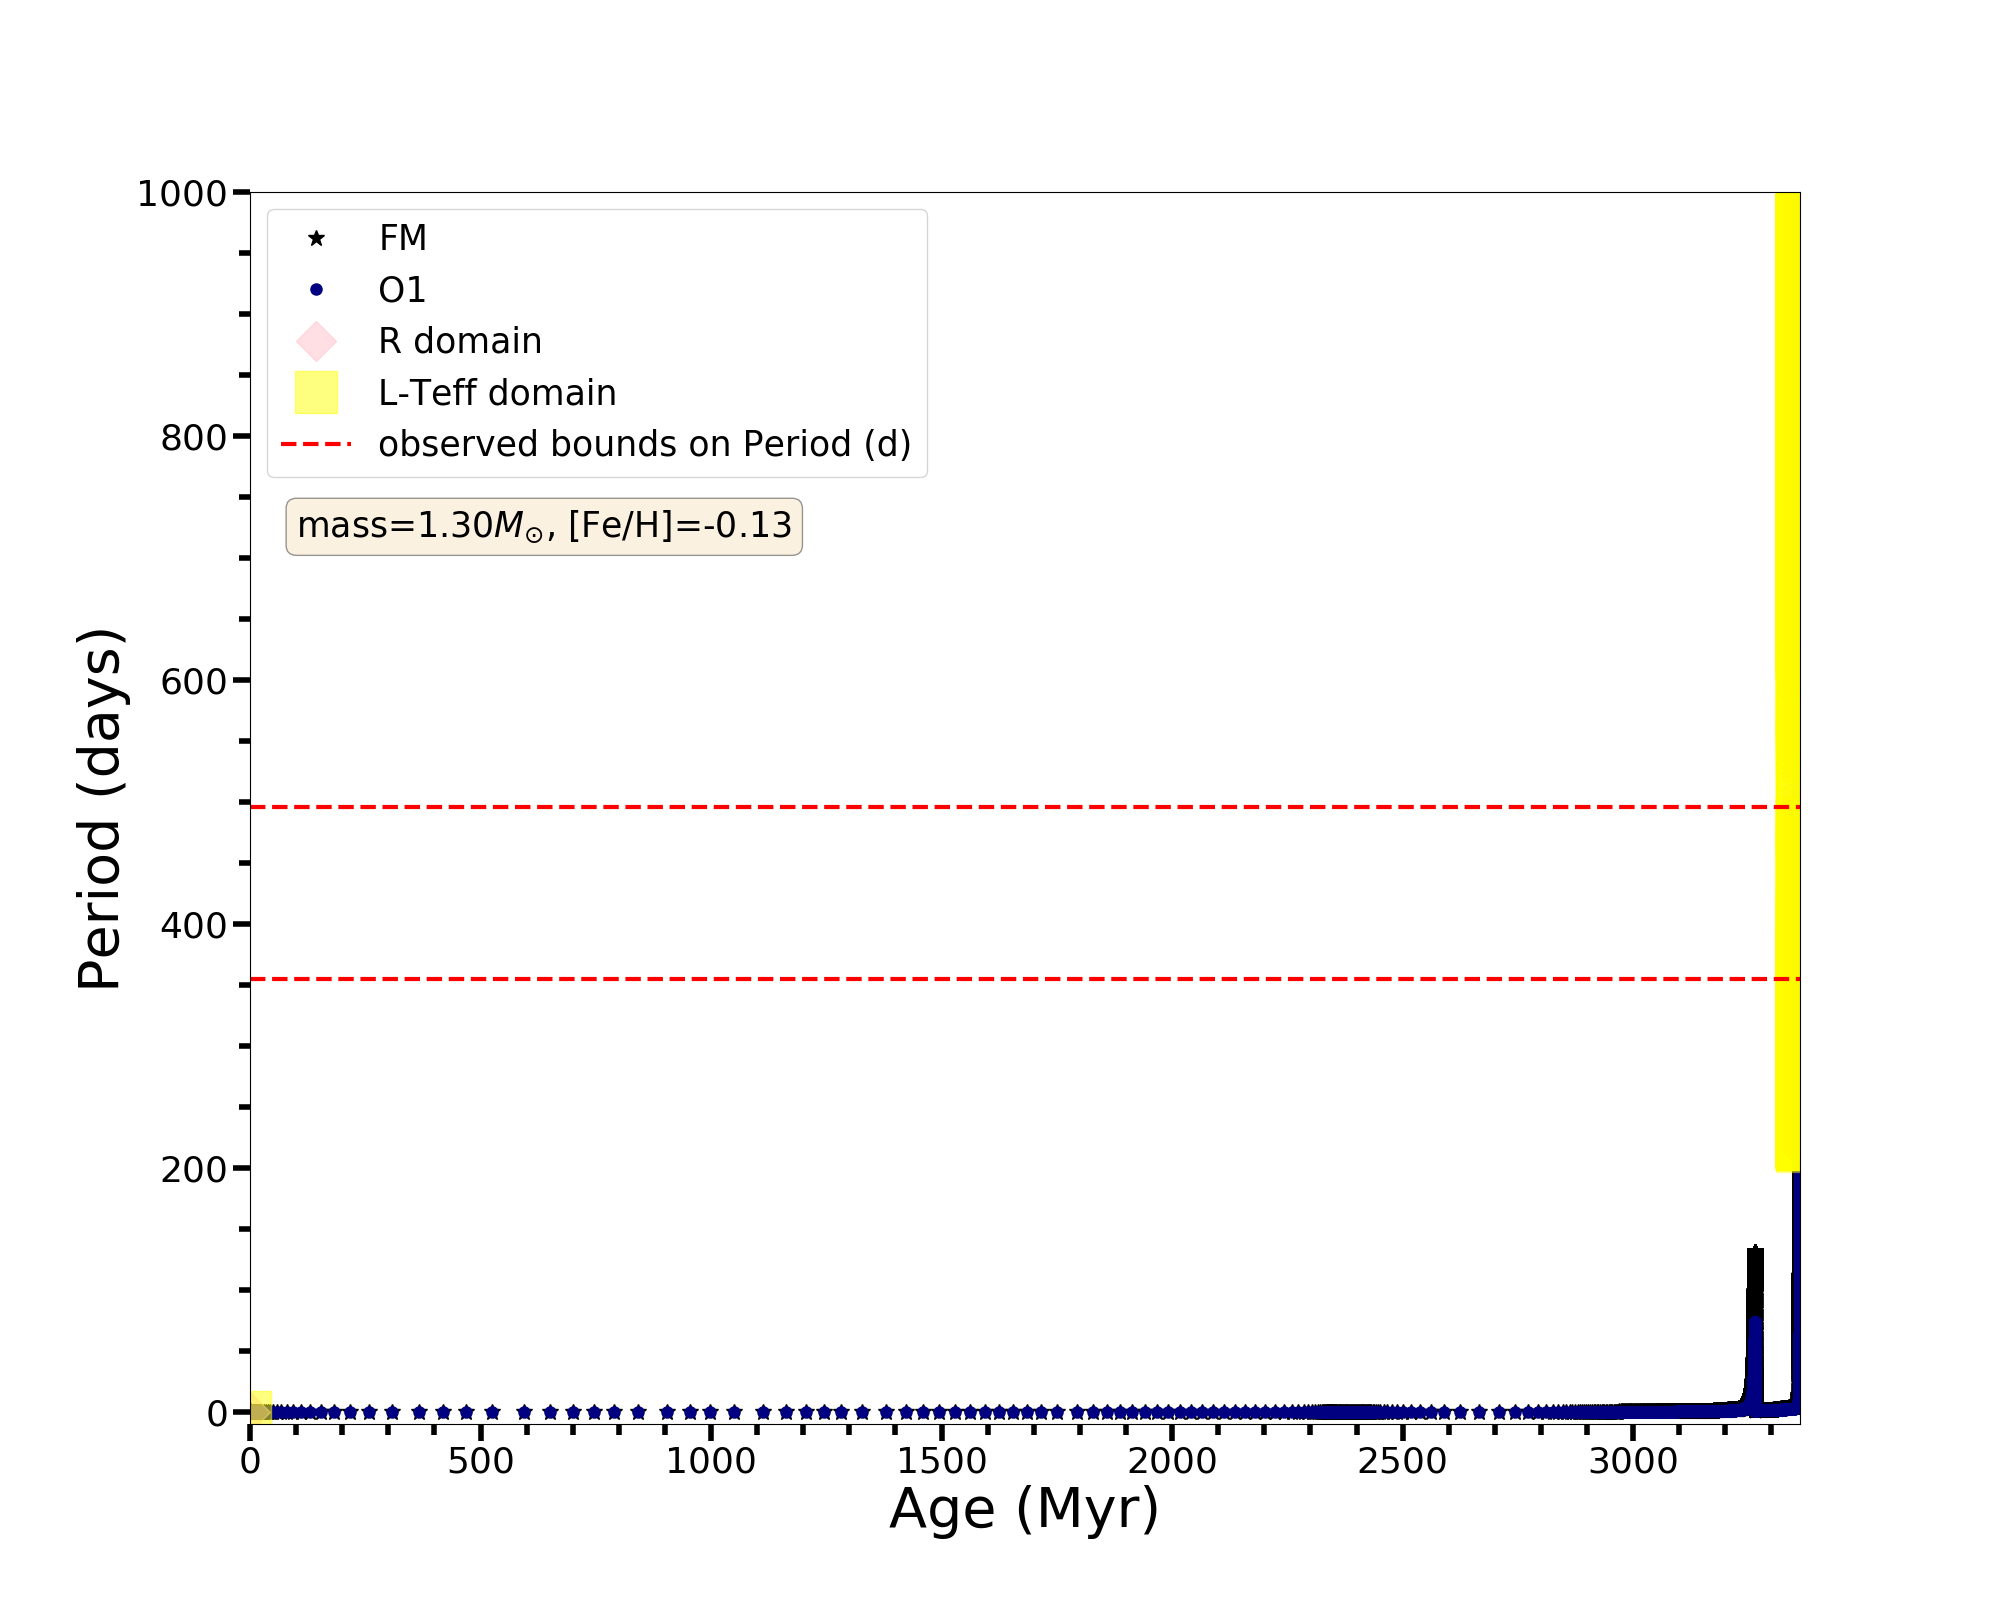 1000
800
600
400
200
0
Period (days)
FM
O1
R domain
L-Teff domain
observed bounds on Period (d)
mass=1.30M⊙, [Fe/H]=-0.13
0 500 1000 1500 2000 2500 3000
Age (Myr)